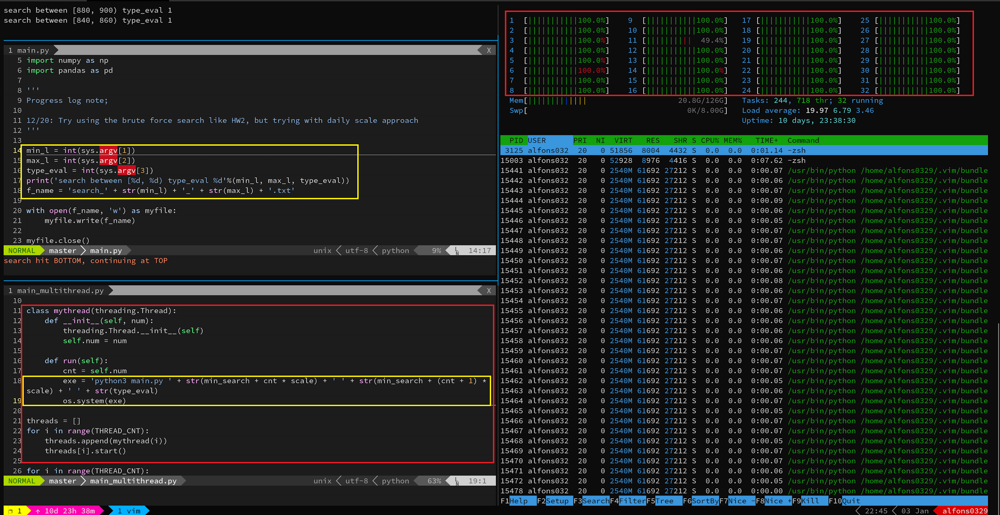 search between [880, 900) type_eval 1
search between [840, 860) type_eval 1
1 main.py X
5 import numpy as np
6 import pandas as pd
7
8 '''
9 Progress log note;
10
11 12/20: Try using the brute force search like HW2, but trying with daily scale approach
12 '''
13
14 min_l = int(sys.argv[1])
15 max_l = int(sys.argv[2])
16 type_eval = int(sys.argv[3])
17 print('search between [%d, %d) type_eval %d'%(min_l, max_l, type_eval))
18 f_name = 'search_' + str(min_l) + '_' + str(max_l) + '.txt'
19
20 with open(f_name, 'w') as myfile:
21     myfile.write(f_name)
22
23 myfile.close()
NORMAL master main.py unix utf-8 python 9% LN 14:17
search hit BOTTOM, continuing at TOP
1 main_multithread.py X
10
11 class mythread(threading.Thread):
12     def __init__(self, num):
13         threading.Thread.__init__(self)
14         self.num = num
15
16     def run(self):
17         cnt = self.num
18         exe = 'python3 main.py ' + str(min_search + cnt * scale) + ' ' + str(min_search + (cnt + 1) *
scale) + ' ' + str(type_eval)
19         os.system(exe)
20
21 threads = []
22 for i in range(THREAD_CNT):
23     threads.append(mythread(i))
24     threads[i].start()
25
26 for i in range(THREAD_CNT):
NORMAL master main_multithread.py unix utf-8 python 63% LN 19:1
1 [|||||||||||100.0%] 9 [|||||||||||100.0%] 17 [|||||||||||100.0%] 25 [|||||||||||100.0%]
2 [|||||||||||100.0%] 10 [|||||||||||100.0%] 18 [|||||||||||100.0%] 26 [|||||||||||100.0%]
3 [|||||||||||100.0%] 11 [|||||||||| 49.4%] 19 [|||||||||||100.0%] 27 [|||||||||||100.0%]
4 [|||||||||||100.0%] 12 [|||||||||||100.0%] 20 [|||||||||||100.0%] 28 [|||||||||||100.0%]
5 [|||||||||||100.0%] 13 [|||||||||||100.0%] 21 [|||||||||||100.0%] 29 [|||||||||||100.0%]
6 [|||||||||||100.0%] 14 [|||||||||||100.0%] 22 [|||||||||||100.0%] 30 [|||||||||||100.0%]
7 [|||||||||||100.0%] 15 [|||||||||||100.0%] 23 [|||||||||||100.0%] 31 [|||||||||||100.0%]
8 [|||||||||||100.0%] 16 [|||||||||||100.0%] 24 [|||||||||||100.0%] 32 [|||||||||||100.0%]
Mem[||||||||||||| 20.8G/126G] Tasks: 244, 718 thr; 32 running
Swp[ 0K/8.00G] Load average: 19.97 6.79 3.46
Uptime: 10 days, 23:38:30
PID USER PRI NI VIRT RES SHR S CPU% MEM% TIME+ Command
3125 alfons032 20 0 51856 8004 4432 S 0.0 0.0 0:01.14 -zsh
15003 alfons032 20 0 52928 8976 4416 S 0.0 0.0 0:07.62 -zsh
15441 alfons032 20 0 2540M 61692 27212 S 0.0 0.0 0:00.07 /usr/bin/python /home/alfons0329/.vim/bundle
15442 alfons032 20 0 2540M 61692 27212 S 0.0 0.0 0:00.06 /usr/bin/python /home/alfons0329/.vim/bundle
15443 alfons032 20 0 2540M 61692 27212 S 0.0 0.0 0:00.07 /usr/bin/python /home/alfons0329/.vim/bundle
15444 alfons032 20 0 2540M 61692 27212 S 0.0 0.0 0:00.09 /usr/bin/python /home/alfons0329/.vim/bundle
15445 alfons032 20 0 2540M 61692 27212 S 0.0 0.0 0:00.06 /usr/bin/python /home/alfons0329/.vim/bundle
15446 alfons032 20 0 2540M 61692 27212 S 0.0 0.0 0:00.05 /usr/bin/python /home/alfons0329/.vim/bundle
15447 alfons032 20 0 2540M 61692 27212 S 0.0 0.0 0:00.07 /usr/bin/python /home/alfons0329/.vim/bundle
15448 alfons032 20 0 2540M 61692 27212 S 0.0 0.0 0:00.07 /usr/bin/python /home/alfons0329/.vim/bundle
15449 alfons032 20 0 2540M 61692 27212 S 0.0 0.0 0:00.06 /usr/bin/python /home/alfons0329/.vim/bundle
15450 alfons032 20 0 2540M 61692 27212 S 0.0 0.0 0:00.07 /usr/bin/python /home/alfons0329/.vim/bundle
15451 alfons032 20 0 2540M 61692 27212 S 0.0 0.0 0:00.06 /usr/bin/python /home/alfons0329/.vim/bundle
15452 alfons032 20 0 2540M 61692 27212 S 0.0 0.0 0:00.08 /usr/bin/python /home/alfons0329/.vim/bundle
15453 alfons032 20 0 2540M 61692 27212 S 0.0 0.0 0:00.06 /usr/bin/python /home/alfons0329/.vim/bundle
15454 alfons032 20 0 2540M 61692 27212 S 0.0 0.0 0:00.07 /usr/bin/python /home/alfons0329/.vim/bundle
15455 alfons032 20 0 2540M 61692 27212 S 0.0 0.0 0:00.06 /usr/bin/python /home/alfons0329/.vim/bundle
15456 alfons032 20 0 2540M 61692 27212 S 0.0 0.0 0:00.06 /usr/bin/python /home/alfons0329/.vim/bundle
15457 alfons032 20 0 2540M 61692 27212 S 0.0 0.0 0:00.06 /usr/bin/python /home/alfons0329/.vim/bundle
15458 alfons032 20 0 2540M 61692 27212 S 0.0 0.0 0:00.06 /usr/bin/python /home/alfons0329/.vim/bundle
15459 alfons032 20 0 2540M 61692 27212 S 0.0 0.0 0:00.07 /usr/bin/python /home/alfons0329/.vim/bundle
15460 alfons032 20 0 2540M 61692 27212 S 0.0 0.0 0:00.07 /usr/bin/python /home/alfons0329/.vim/bundle
15461 alfons032 20 0 2540M 61692 27212 S 0.0 0.0 0:00.07 /usr/bin/python /home/alfons0329/.vim/bundle
15462 alfons032 20 0 2540M 61692 27212 S 0.0 0.0 0:00.05 /usr/bin/python /home/alfons0329/.vim/bundle
15463 alfons032 20 0 2540M 61692 27212 S 0.0 0.0 0:00.06 /usr/bin/python /home/alfons0329/.vim/bundle
15464 alfons032 20 0 2540M 61692 27212 S 0.0 0.0 0:00.07 /usr/bin/python /home/alfons0329/.vim/bundle
15465 alfons032 20 0 2540M 61692 27212 S 0.0 0.0 0:00.05 /usr/bin/python /home/alfons0329/.vim/bundle
15466 alfons032 20 0 2540M 61692 27212 S 0.0 0.0 0:00.07 /usr/bin/python /home/alfons0329/.vim/bundle
15467 alfons032 20 0 2540M 61692 27212 S 0.0 0.0 0:00.07 /usr/bin/python /home/alfons0329/.vim/bundle
15468 alfons032 20 0 2540M 61692 27212 S 0.0 0.0 0:00.05 /usr/bin/python /home/alfons0329/.vim/bundle
15469 alfons032 20 0 2540M 61692 27212 S 0.0 0.0 0:00.07 /usr/bin/python /home/alfons0329/.vim/bundle
15470 alfons032 20 0 2540M 61692 27212 S 0.0 0.0 0:00.07 /usr/bin/python /home/alfons0329/.vim/bundle
15471 alfons032 20 0 2540M 61692 27212 S 0.0 0.0 0:00.06 /usr/bin/python /home/alfons0329/.vim/bundle
15472 alfons032 20 0 2540M 61692 27212 S 0.0 0.0 0:00.05 /usr/bin/python /home/alfons0329/.vim/bundle
15478 alfons032 20 0 2540M 61692 27212 S 0.0 0.0 0:00.00 /usr/bin/python /home/alfons0329/.vim/bundle
F1Help F2Setup F3SearchF4FilterF5Tree F6SortByF7Nice -F8Nice +F9Kill F10Quit
❐ 1 ↑ 10d 23h 38m 1 vim 22:45 03 Jan alfons0329